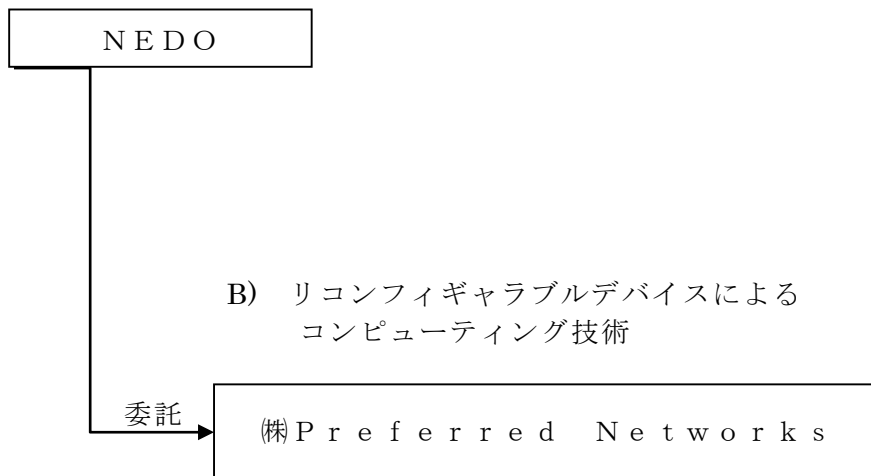 ＮＥＤＯ
B)　リコンフィギャラブルデバイスによる
コンピューティング技術
委託
㈱Ｐｒｅｆｅｒｒｅｄ　Ｎｅｔｗｏｒｋｓ